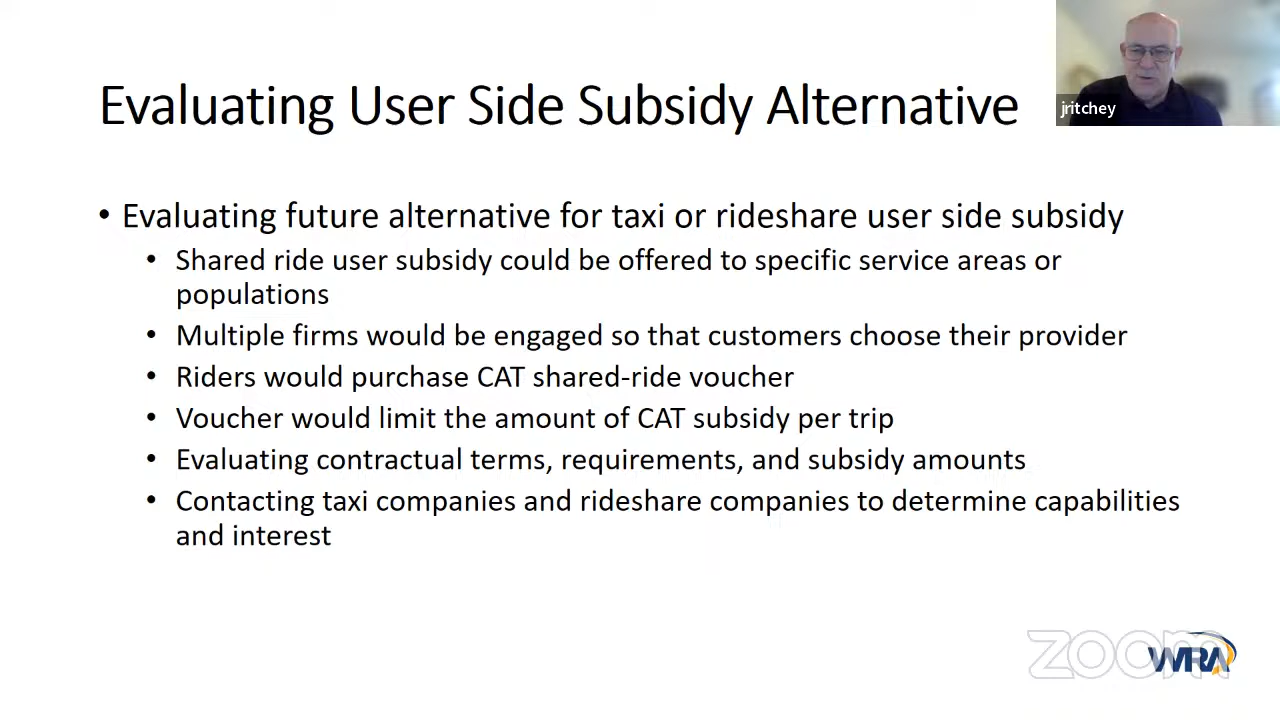 Evaluating User Side Subsidy Alternative
jritchey
• Evaluating future alternative for taxi or rideshare user side subsidy
• Shared ride user subsidy could be offered to specific service areas or
populations
• Multiple firms would be engaged so that customers choose their provider
• Riders would purchase CAT shared-ride voucher
• Voucher would limit the amount of CAT subsidy per trip
• Evaluating contractual terms, requirements, and subsidy amounts
• Contacting taxi companies and rideshare companies to determine capabilities
and interest
zoom
WRA